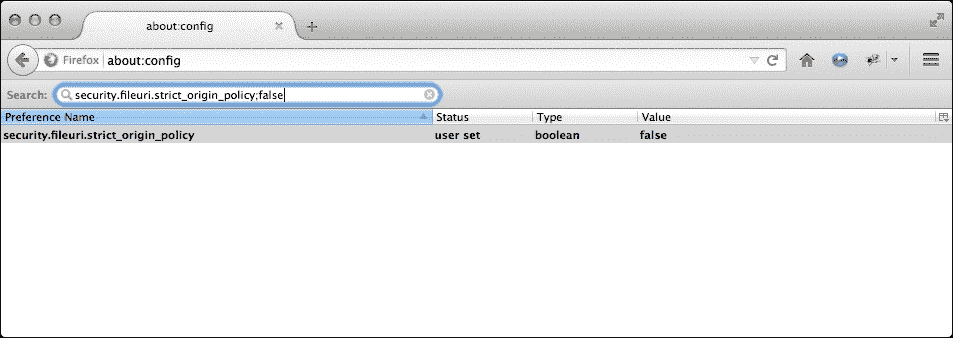 about:config
Firefox about:config
Search: security.fileuri.strict_origin_policy;false
Preference Name Status Type Value
security.fileuri.strict_origin_policy user set boolean false